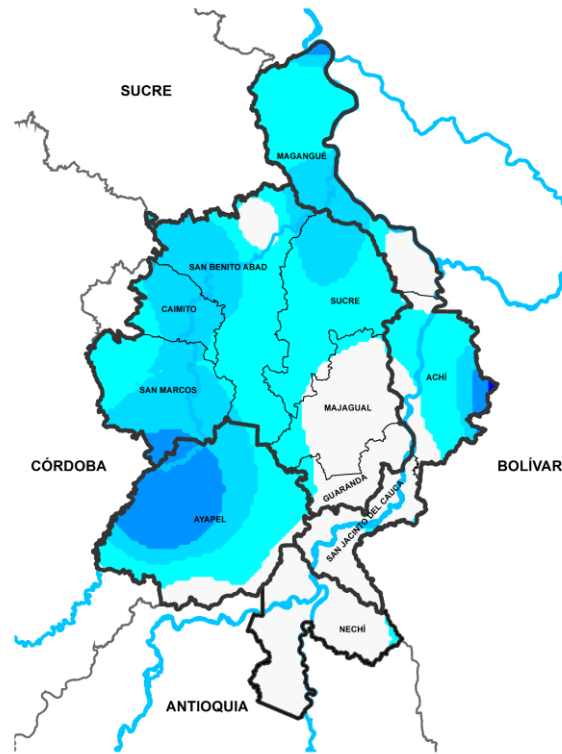 SUCRE
MAGANGUÉ
SAN BENITO ABAD
SUCRE
CAIMITO
ACHÍ
SAN MARCOS
MAJAGUAL
CÓRDOBA
BOLÍVAR
GUARANDA
AYAPEL
SAN JACINTO DEL CAUCA
NECHÍ
ANTIOQUIA